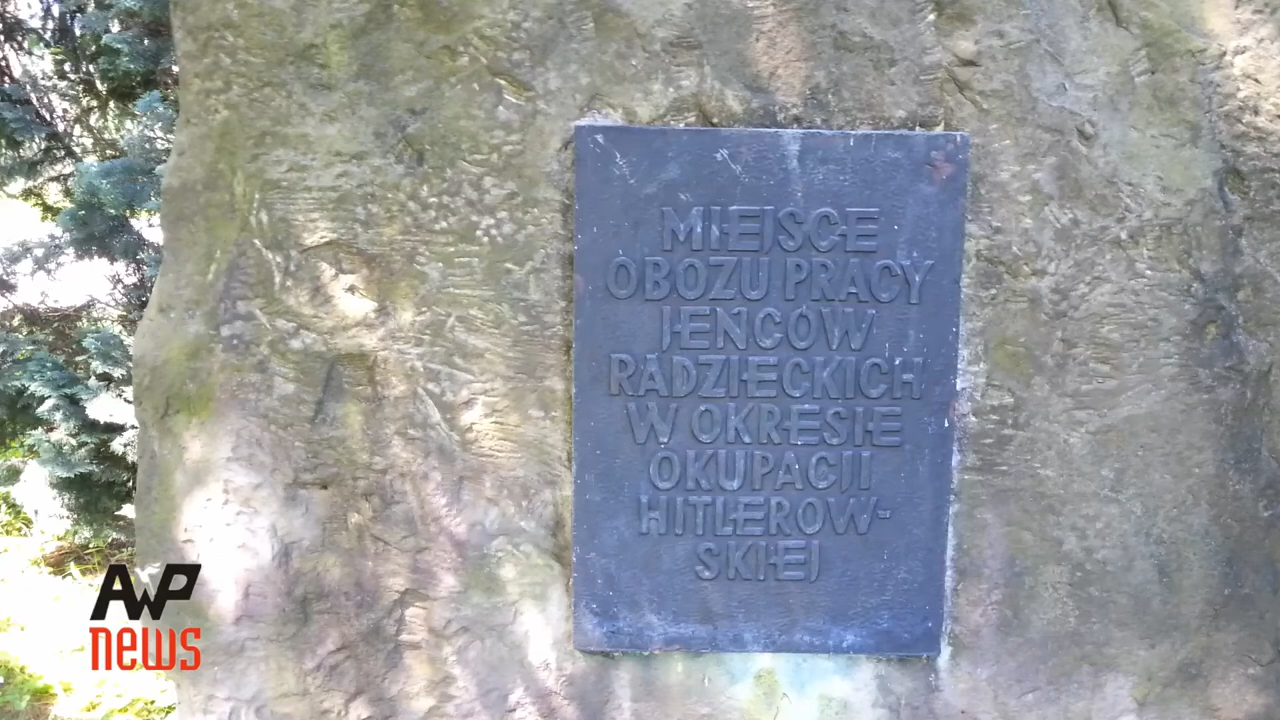 MIEJSCE
OBOZU PRACY
JEŃCÓW
RADZIECKICH
W OKRESIE
OKUPACJI
HITLEROW-
SKIEJ
AWP
news